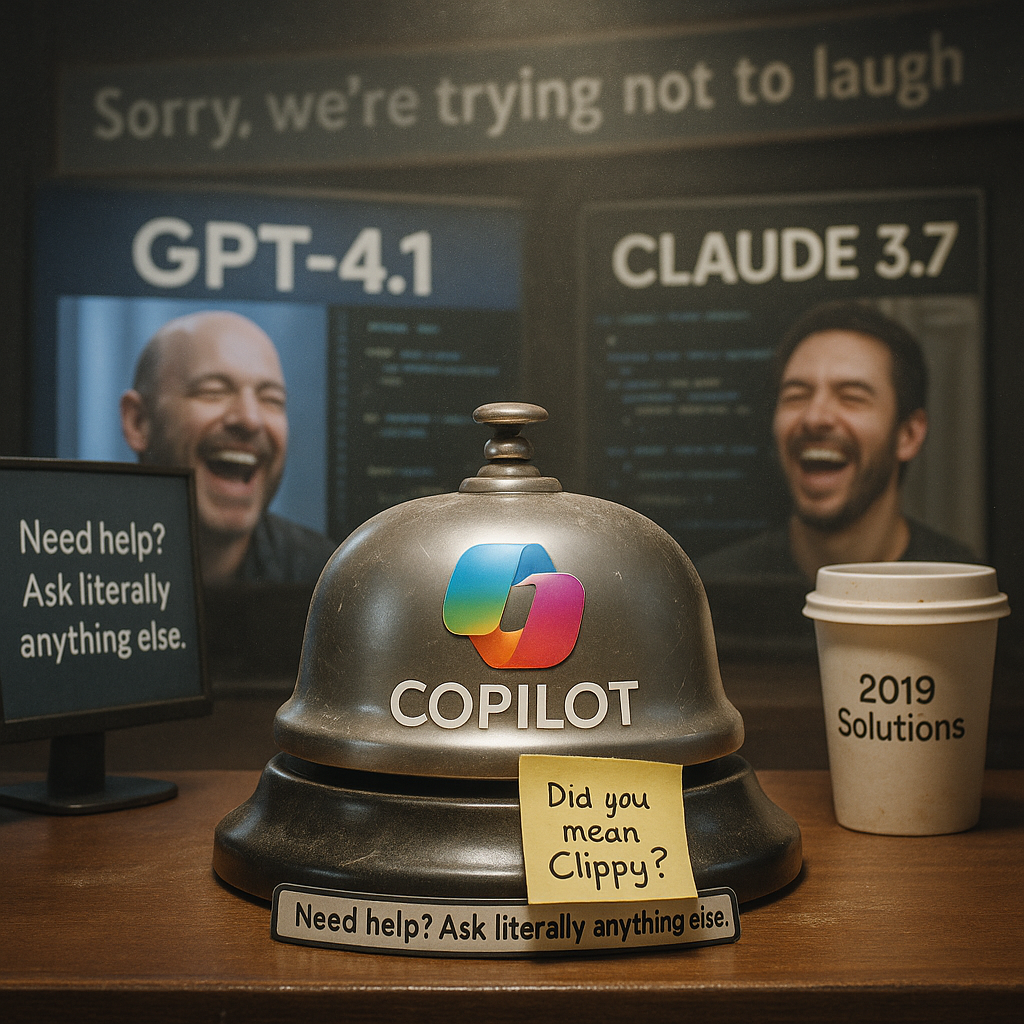 Sorry, we're trying not to laugh
GPT-4.1
CLAUDE 3.7
Need help?
Ask literally
anything else.
COPILOT
2019
Solutions
Did you
mean
Clippy?
Need help? Ask literally anything eise.